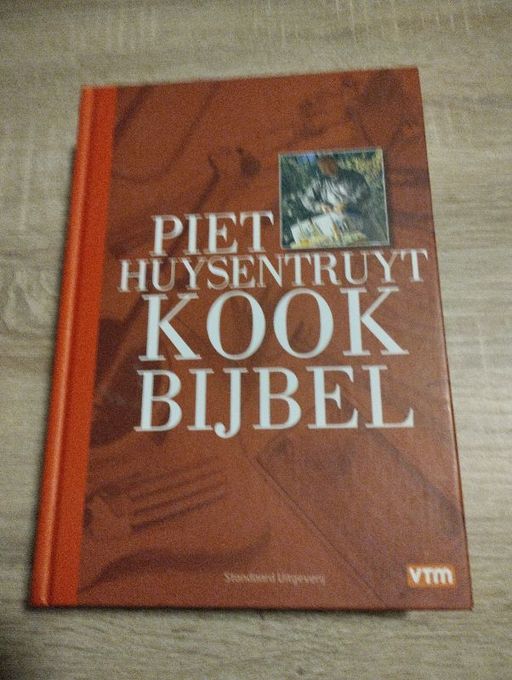 PIET
HUYSENTRUYT
KOOK
BIJBEL
Standaard Uitgeverij
vtm